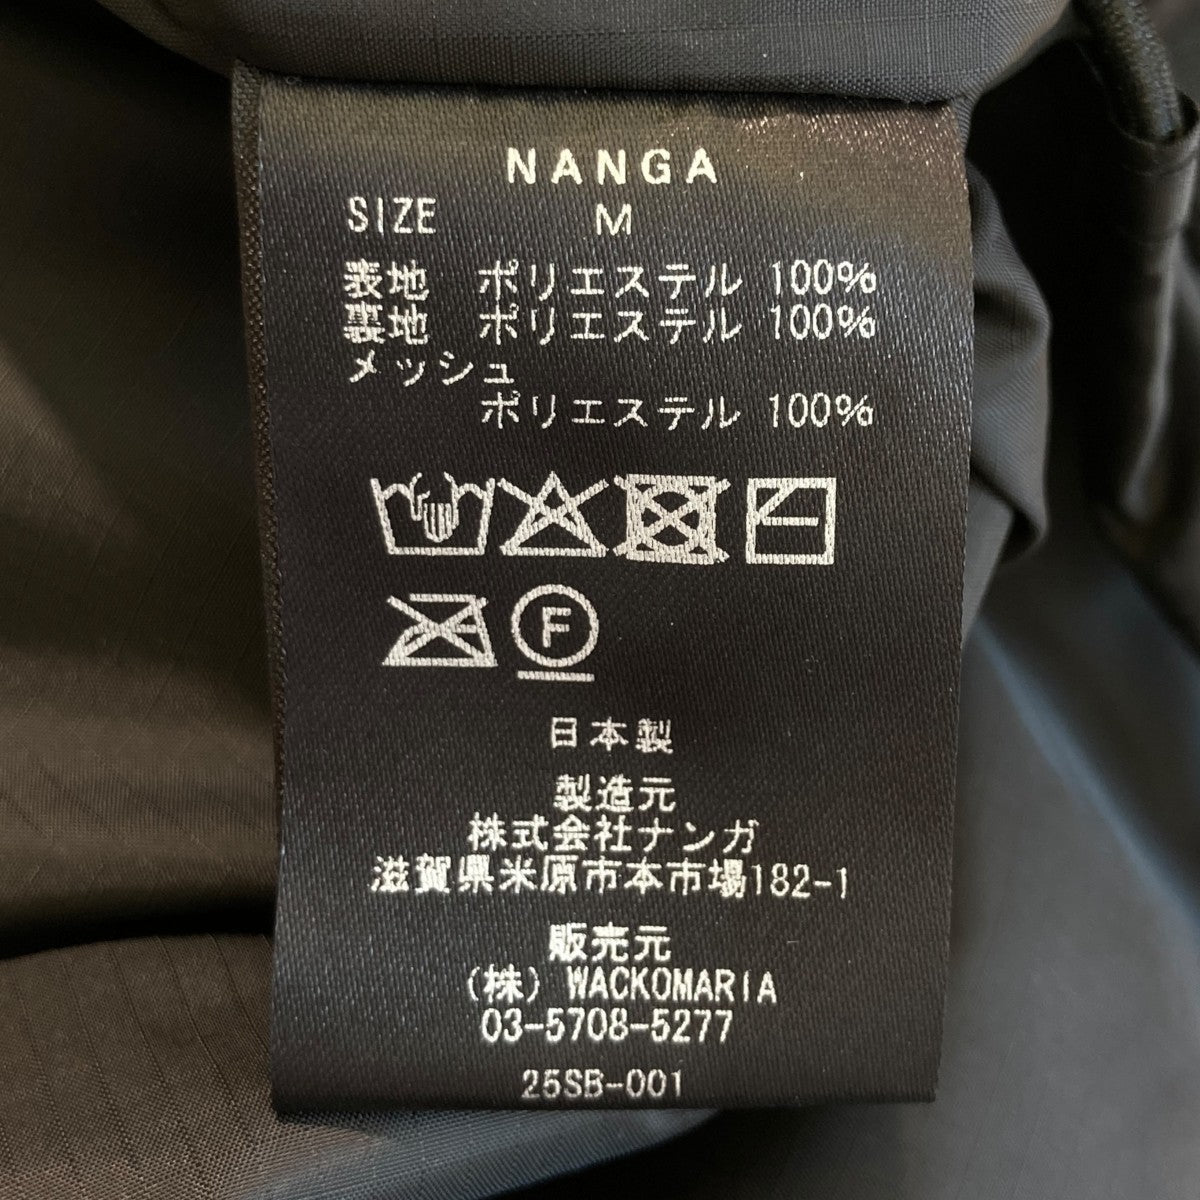 NANGA
SIZE M
表地 ポリエステル 100%
裏地 ポリエステル 100%
メッシュ
ポリエステル 100%
F
日本製
製造元
株式会社ナンガ
滋賀県米原市本市場182-1
販売元
(株) WACKOMARIA
03-5708-5277
25SB-001